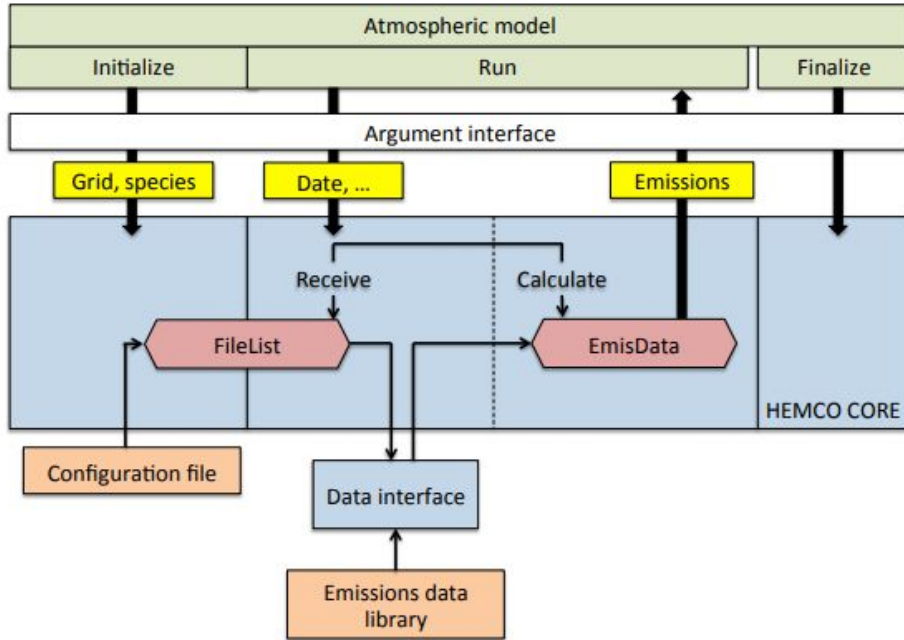 Atmospheric model
Initialize
Run
Finalize
Argument interface
Grid, species
Date, ...
Emissions
Receive
Calculate
FileList
EmisData
HEMCO CORE
Configuration file
Data interface
Emissions data
library